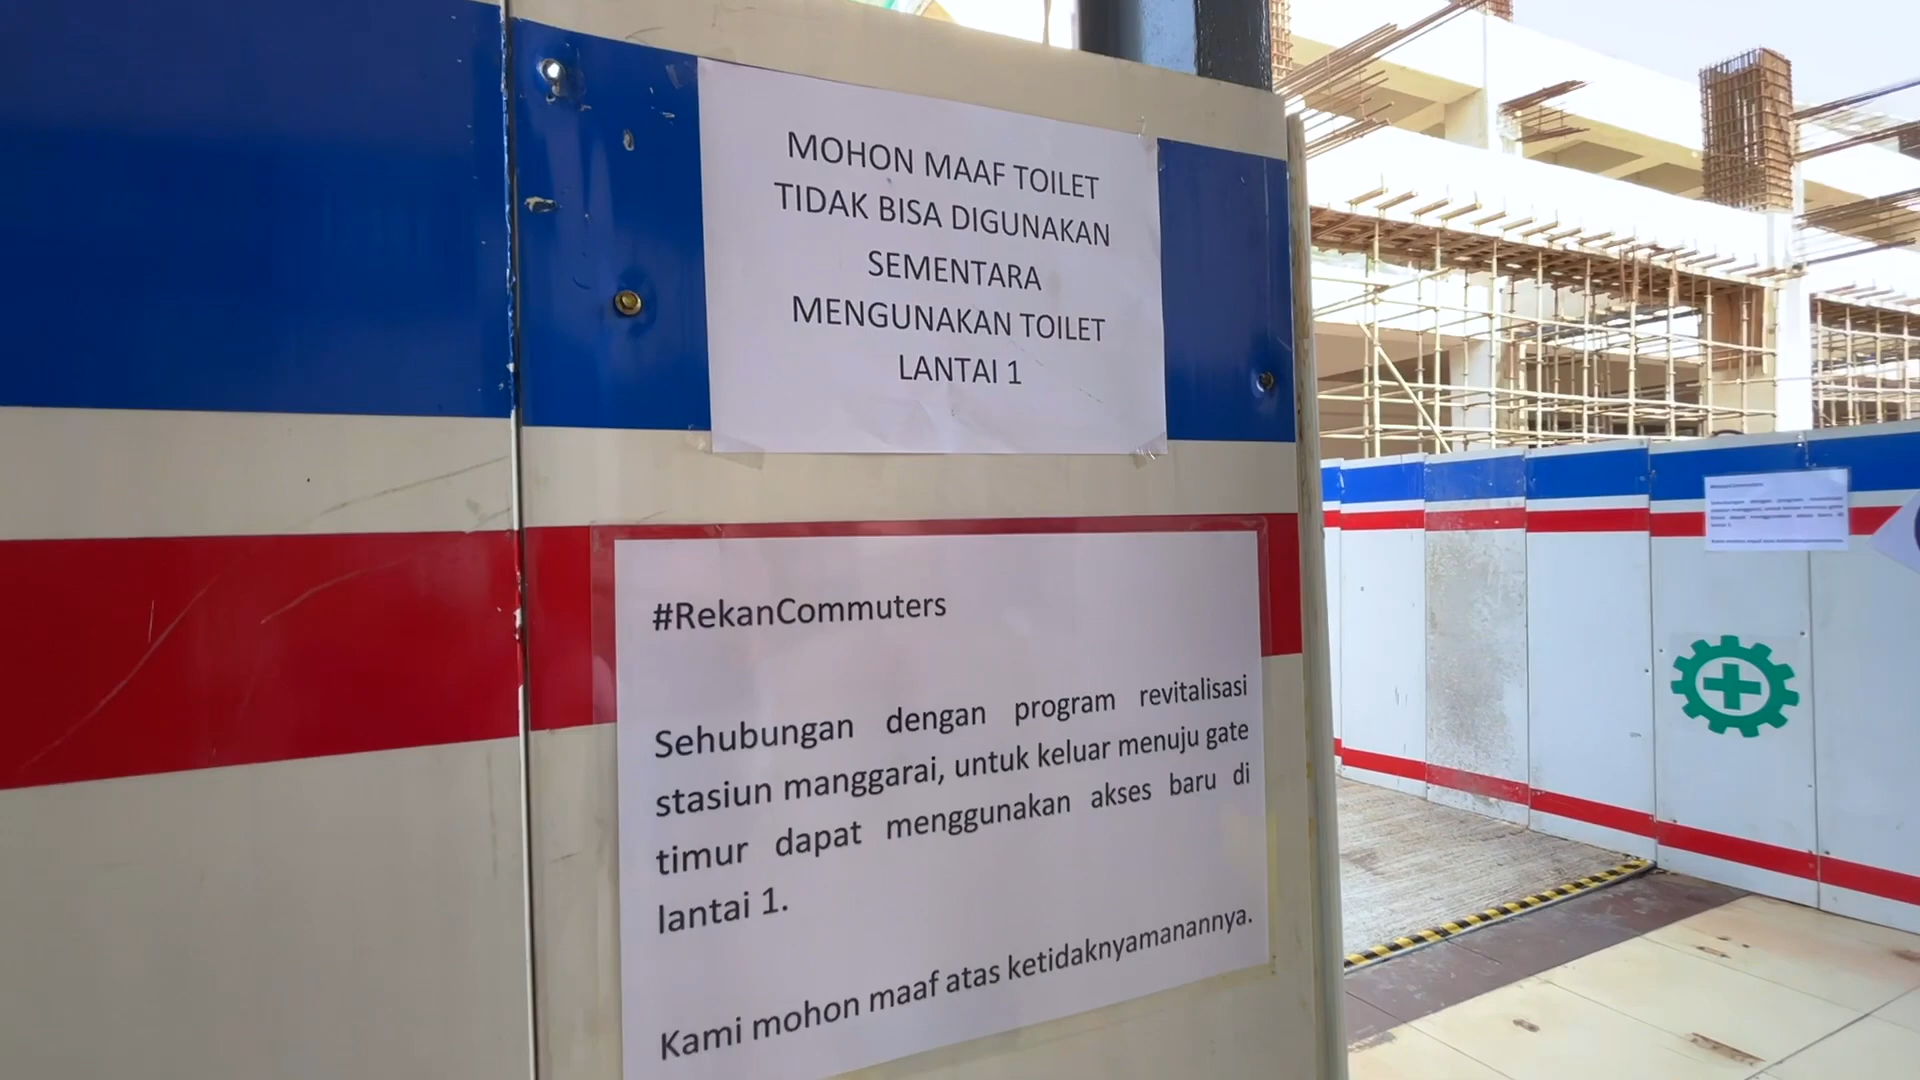 MOHON MAAF TOILET
TIDAK BISA DIGUNAKAN
SEMENTARA
MENGUNAKAN TOILET
LANTAI 1
#RekanCommuters
Sehubungan dengan program revitalisasi
stasiun manggarai, untuk keluar menuju gate
timur dapat menggunakan akses baru di
lantai 1.
Kami mohon maaf atas ketidaknyamanannya.